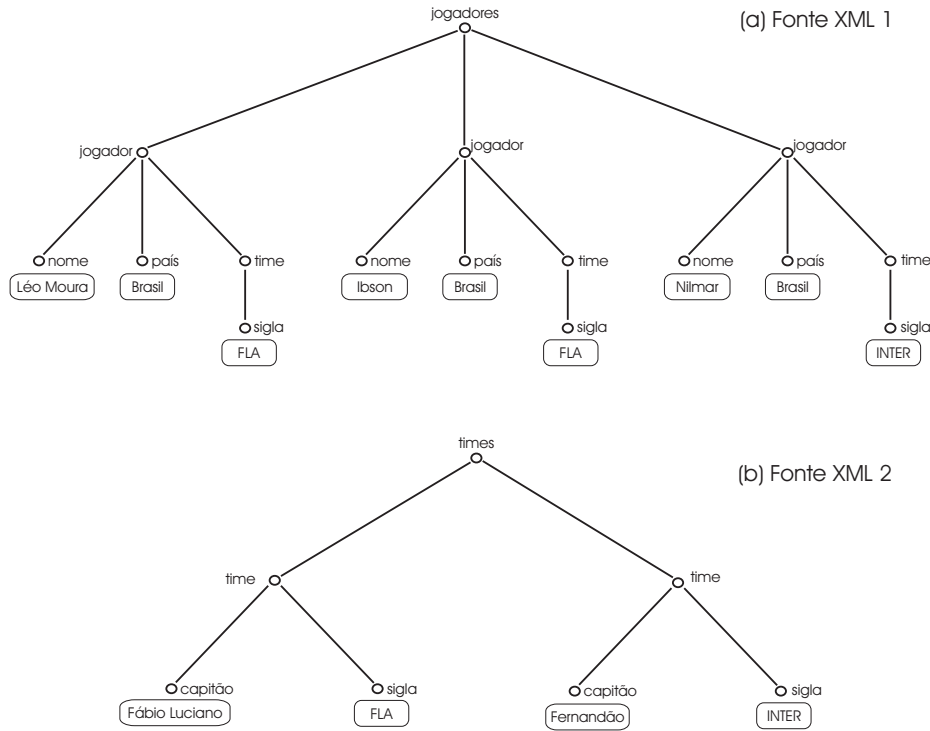 jogadores
(a) Fonte XML 1
jogador
jogador
jogador
nome
país
time
nome
país
time
nome
país
time
Léo Moura
Brasil
Ibson
Brasil
Nilmar
Brasil
sigla
sigla
sigla
FLA
FLA
INTER
times
(b) Fonte XML 2
time
time
capitão
sigla
capitão
sigla
Fábio Luciano
FLA
Fernandão
INTER